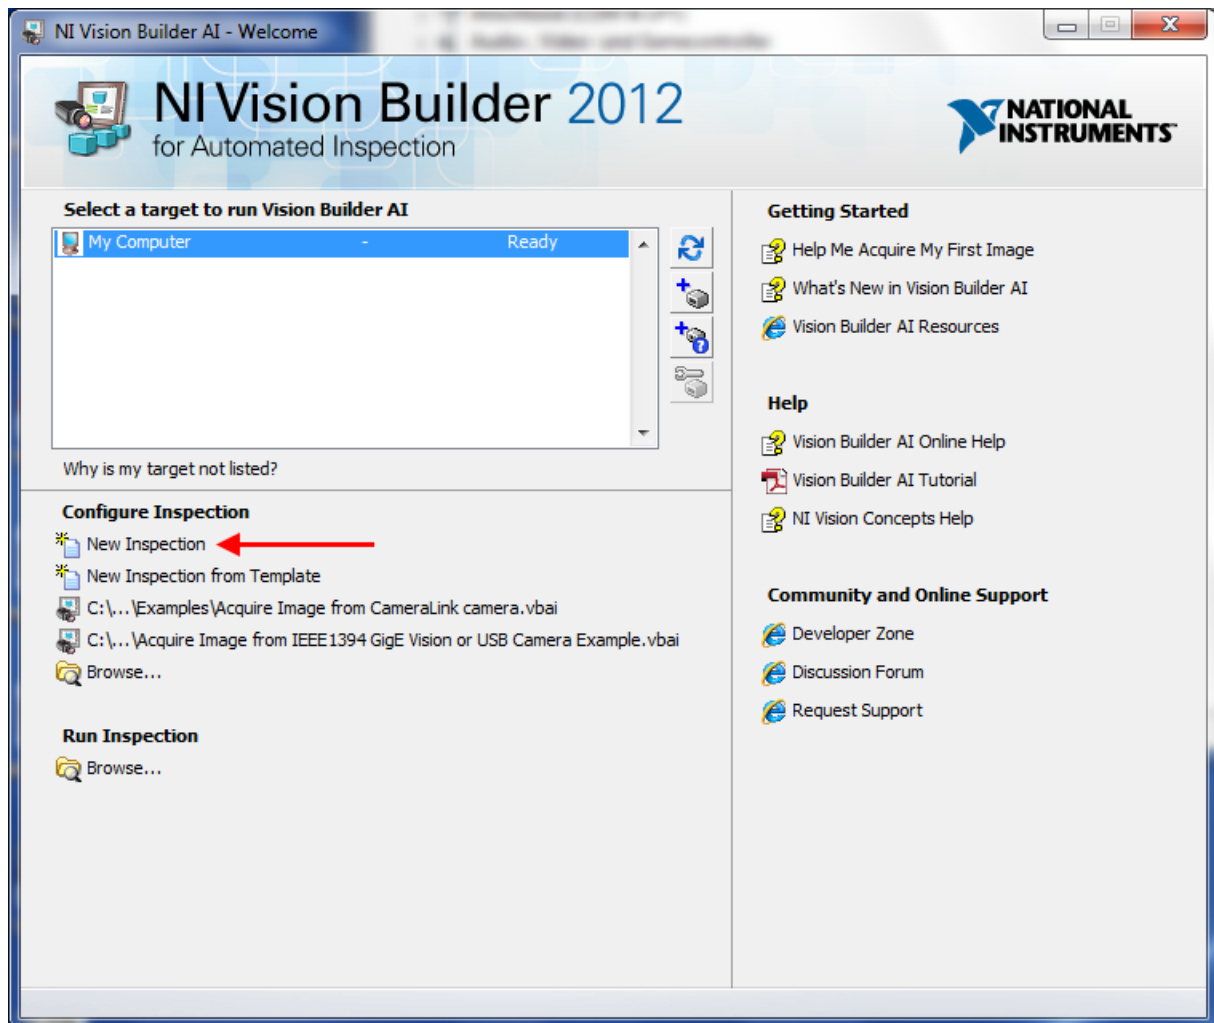 NI Vision Builder AI - Welcome
NI Vision Builder 2012
for Automated Inspection
NATIONAL
INSTRUMENTS
Select a target to run Vision Builder AI
My Computer - Ready
Why is my target not listed?
Configure Inspection
New Inspection
New Inspection from Template
C:\...\Examples\Acquire Image from CameraLink camera.vbai
C:\...\Acquire Image from IEEE1394 GigE Vision or USB Camera Example.vbai
Browse...
Run Inspection
Browse...
Getting Started
Help Me Acquire My First Image
What's New in Vision Builder AI
Vision Builder AI Resources
Help
Vision Builder AI Online Help
Vision Builder AI Tutorial
NI Vision Concepts Help
Community and Online Support
Developer Zone
Discussion Forum
Request Support